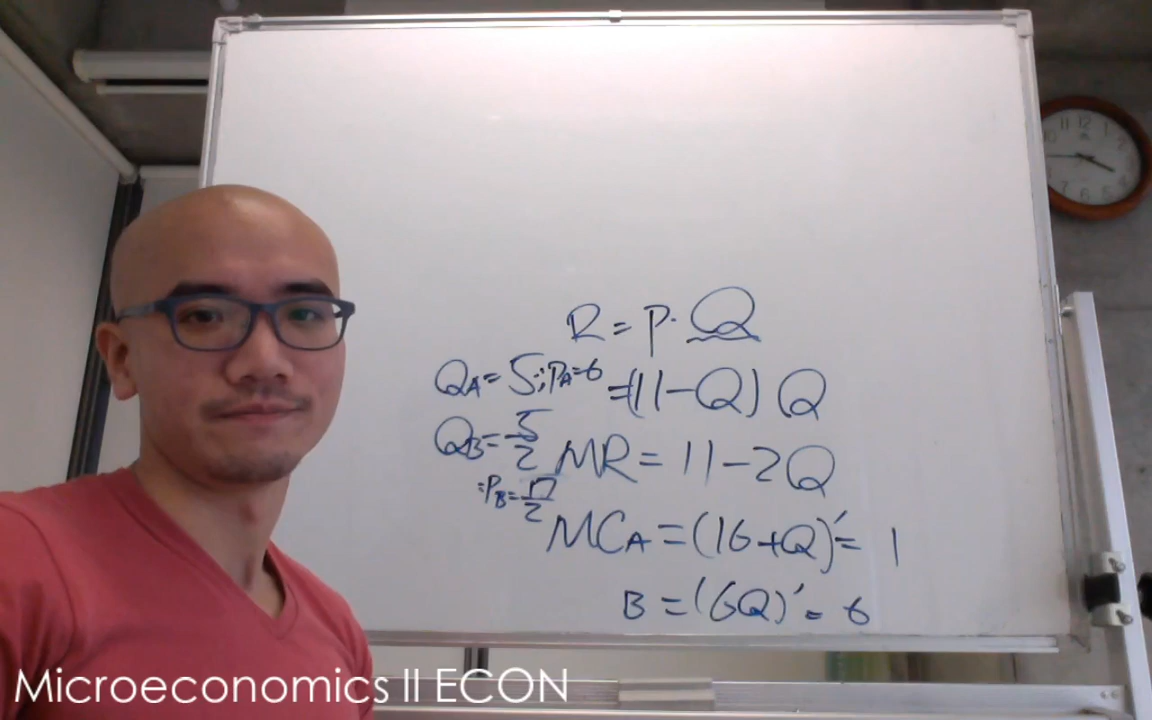 R = P · Q
QA = 5 ∴ PA = 6
= (11 - Q) Q
QB = 5/2
MR = 11 - 2Q
∴ PB = 17/2
MCA = (16 + Q)' = 1
B = (6Q)' = 6
Microeconomics II ECON